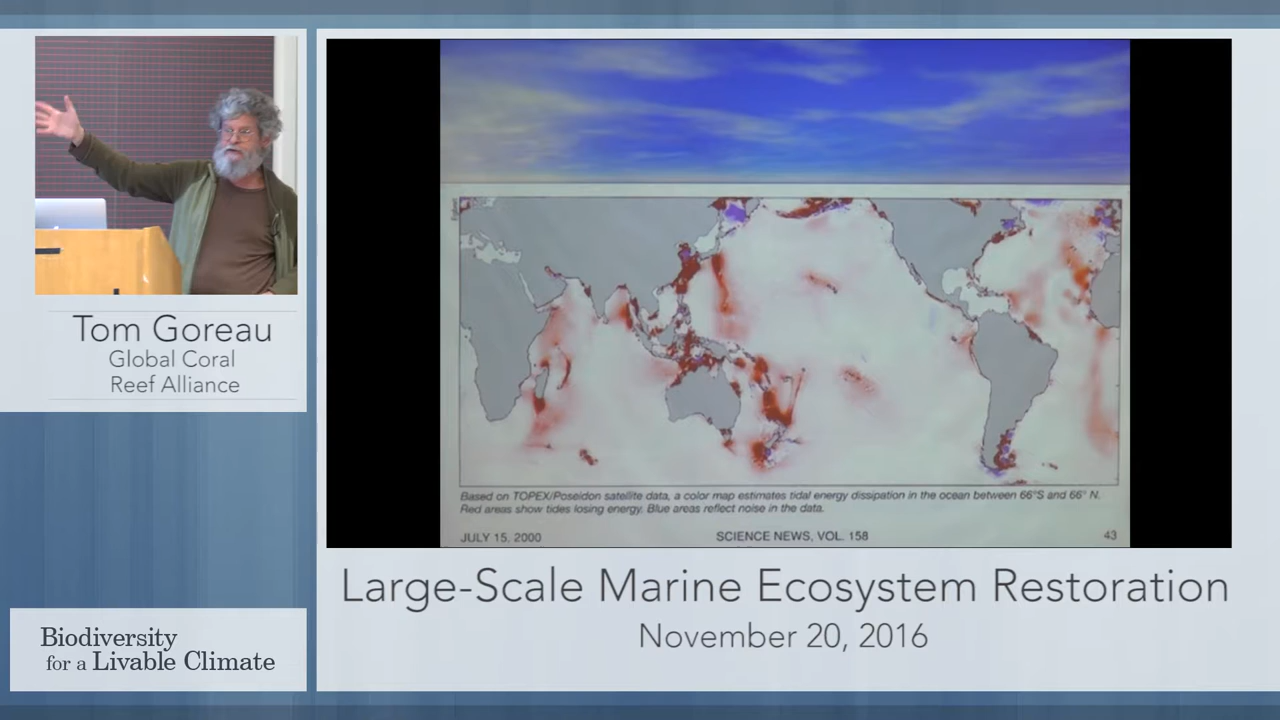 Tom Goreau
Global Coral
Reef Alliance
Biodiversity
for a Livable Climate
Based on TOPEX/Poseidon satellite data, a color map estimates tidal energy dissipation in the ocean between 66°S and 66° N.
Red areas show tides losing energy. Blue areas reflect noise in the data.
JULY 15, 2000 SCIENCE NEWS, VOL. 158 43
Large-Scale Marine Ecosystem Restoration
November 20, 2016